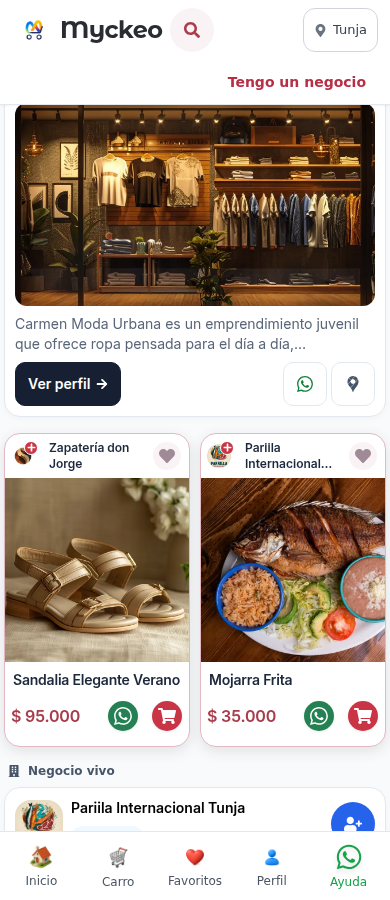 Myckeo
Tunja
Tengo un negocio
Carmen Moda Urbana es un emprendimiento juvenil
que ofrece ropa pensada para el día a día,...
Ver perfil →
Zapatería don
Jorge
Pariila
Internacional...
Sandalia Elegante Verano
$ 95.000
Mojarra Frita
$ 35.000
Negocio vivo
Pariila Internacional Tunja
Inicio
Carro
Favoritos
Perfil
Ayuda